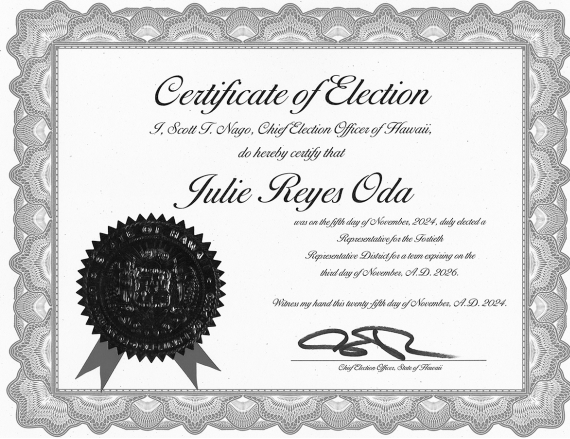 Certificate of Election
I, Scott T. Nago, Chief Election Officer of Hawaii,
do hereby certify that
Julie Reyes Oda
was on the fifth day of November, 2024, duly elected a
Representative for the Fortieth
Representative District for a term expiring on the
third day of November, A.D. 2026.
Witness my hand this twenty-fifth day of November, A.D. 2024.
Chief Election Officer, State of Hawaii